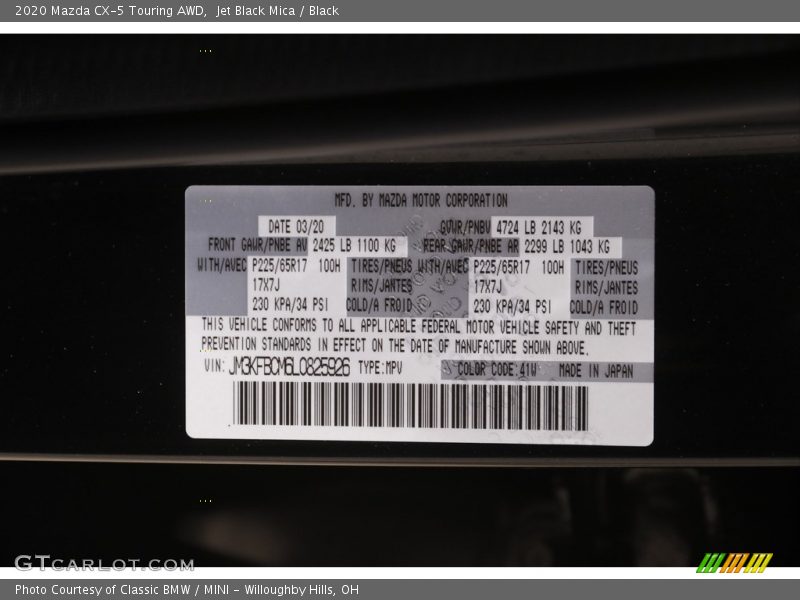 2020 Mazda CX-5 Touring AWD, Jet Black Mica / Black
MFD. BY MAZDA MOTOR CORPORATION
DATE 03/20 GVWR/PNBV 4724 LB 2143 KG
FRONT GAWR/PNBE AV 2425 LB 1100 KG REAR GAWR/PNBE AR 2299 LB 1043 KG
WITH/AVEC P225/65R17 100H TIRES/PNEUS WITH/AVEC P225/65R17 100H TIRES/PNEUS
17X7J RIMS/JANTES 17X7J RIMS/JANTES
230 KPA/34 PSI COLD/A FROID 230 KPA/34 PSI COLD/A FROID
THIS VEHICLE CONFORMS TO ALL APPLICABLE FEDERAL MOTOR VEHICLE SAFETY AND THEFT
PREVENTION STANDARDS IN EFFECT ON THE DATE OF MANUFACTURE SHOWN ABOVE.
VIN: JM3KFBCM6L0825926 TYPE:MPV COLOR CODE:41W MADE IN JAPAN
GTcarlot.com
Photo Courtesy of Classic BMW / MINI - Willoughby Hills, OH